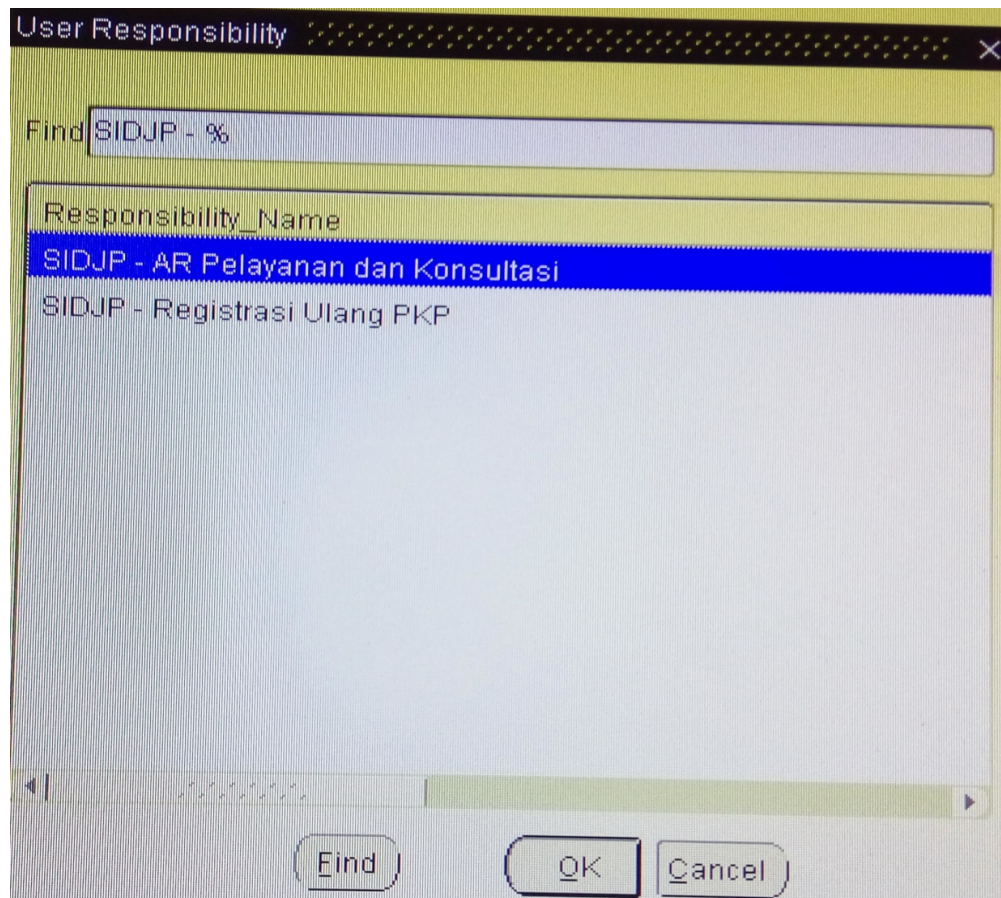 User Responsibility
Find SIDJP - %
Responsibility_Name
SIDJP - AR Pelayanan dan Konsultasi
SIDJP - Registrasi Ulang PKP
Find OK Cancel